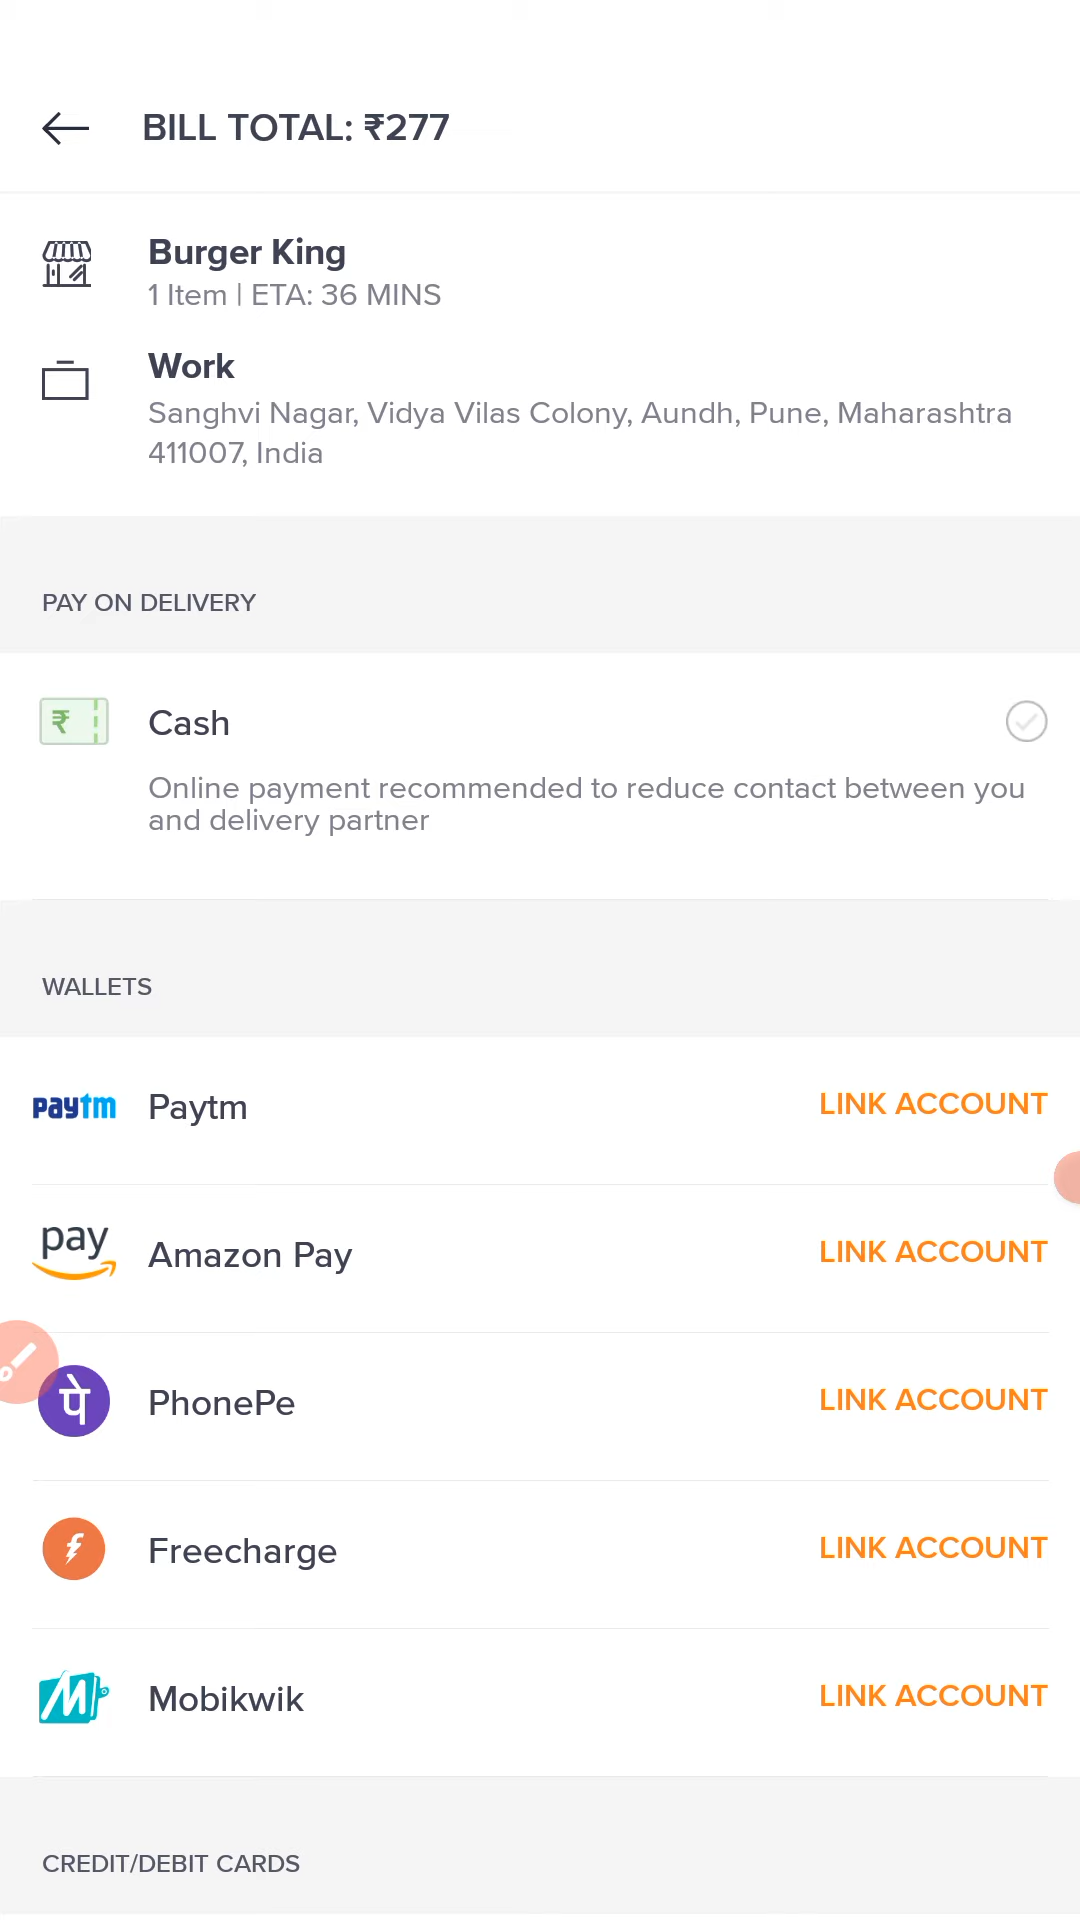 BILL TOTAL: ₹277
Burger King
1 Item | ETA: 36 MINS
Work
Sanghvi Nagar, Vidya Vilas Colony, Aundh, Pune, Maharashtra
411007, India
PAY ON DELIVERY
₹ Cash
Online payment recommended to reduce contact between you
and delivery partner
WALLETS
paytm Paytm LINK ACCOUNT
pay Amazon Pay LINK ACCOUNT
पे PhonePe LINK ACCOUNT
Freecharge LINK ACCOUNT
Mobikwik LINK ACCOUNT
CREDIT/DEBIT CARDS